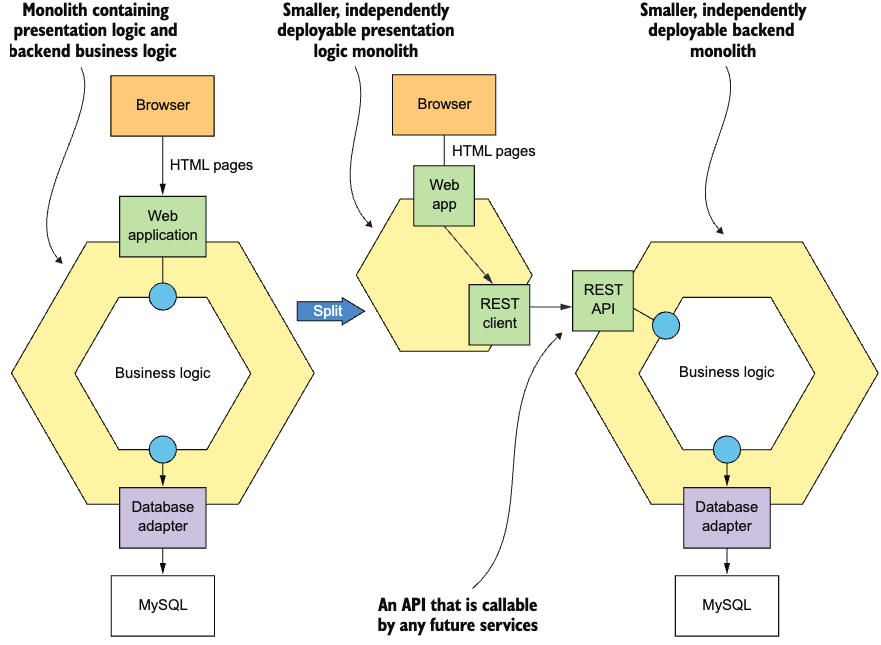 Monolith containing
presentation logic and
backend business logic
Smaller, independently
deployable presentation
logic monolith
Smaller, independently
deployable backend
monolith
Browser
HTML pages
Web
application
Business logic
Database
adapter
MySQL
Split
Browser
HTML pages
Web
app
REST
client
REST
API
Business logic
Database
adapter
MySQL
An API that is callable
by any future services